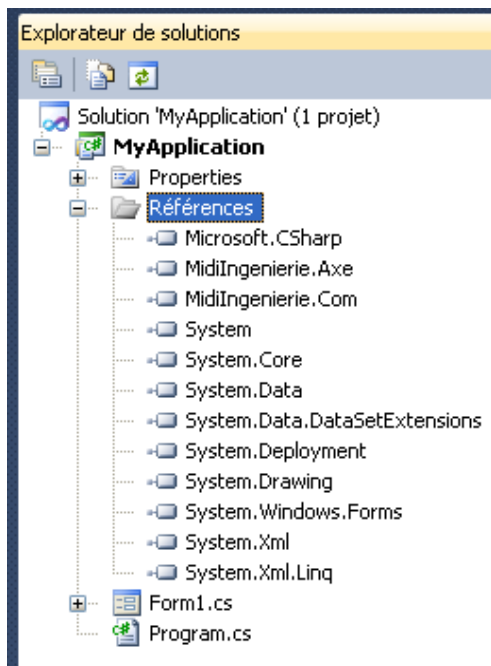 Explorateur de solutions
Solution 'MyApplication' (1 projet)
MyApplication
Properties
Références
Microsoft.CSharp
MidiIngenierie.Axe
MidiIngenierie.Com
System
System.Core
System.Data
System.Data.DataSetExtensions
System.Deployment
System.Drawing
System.Windows.Forms
System.Xml
System.Xml.Linq
Form1.cs
Program.cs